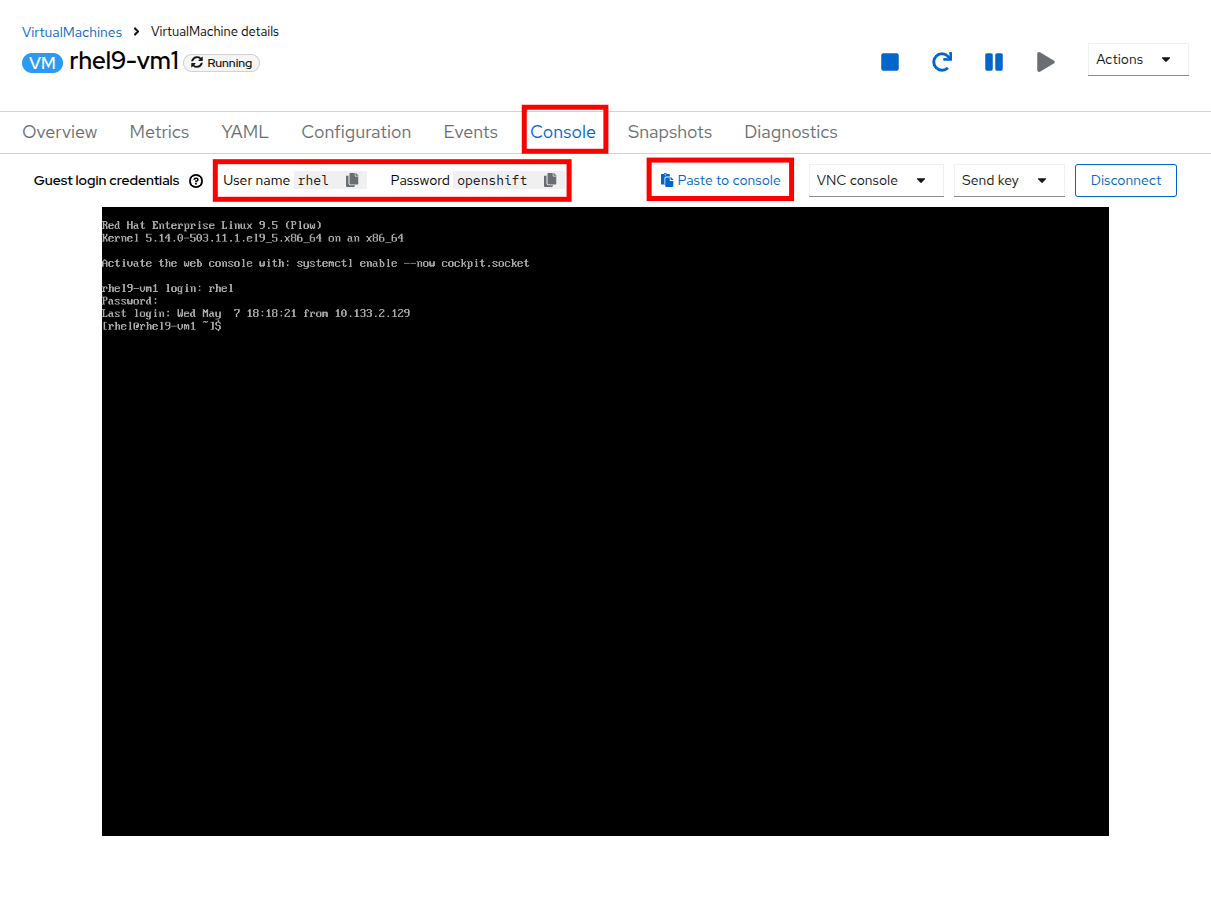 VirtualMachines > VirtualMachine details
VM rhel9-vm1 Running
Actions
Overview Metrics YAML Configuration Events Console Snapshots Diagnostics
Guest login credentials User name rhel Password openshift Paste to console VNC console Send key Disconnect
Red Hat Enterprise Linux 9.5 (Plow)
Kernel 5.14.0-503.11.1.el9_5.x86_64 on an x86_64
Activate the web console with: systemctl enable --now cockpit.socket
rhel9-vm1 login: rhel
Password:
Last login: Wed May  7 18:18:21 from 10.133.2.129
[rhel@rhel9-vm1 ~]$